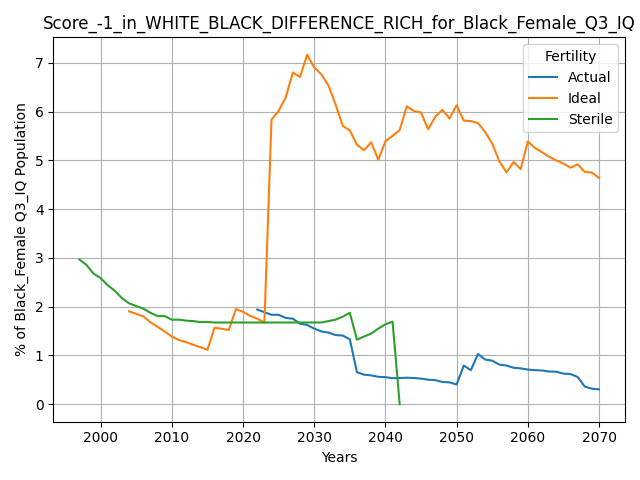 Score_-1_in_WHITE_BLACK_DIFFERENCE_RICH_for_Black_Female_Q3_IQ
Fertility
Actual
Ideal
Sterile
% of Black_Female Q3_IQ Population
7
6
5
4
3
2
1
0
2000 2010 2020 2030 2040 2050 2060 2070
Years